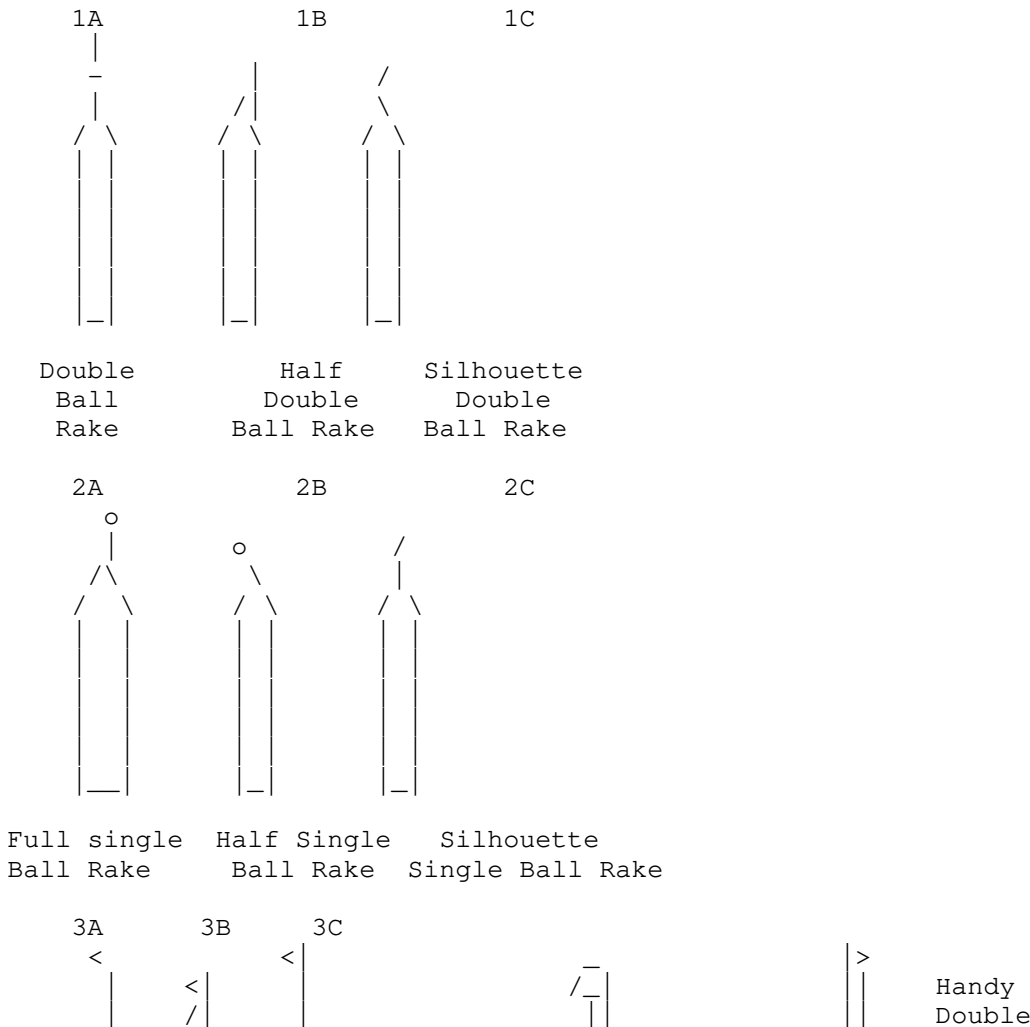 1A 1B 1C
Double Half Silhouette
Ball Double Double
Rake Ball Rake Ball Rake
2A 2B 2C
Full single Half Single Silhouette
Ball Rake Ball Rake Single Ball Rake
3A 3B 3C
Handy
Double